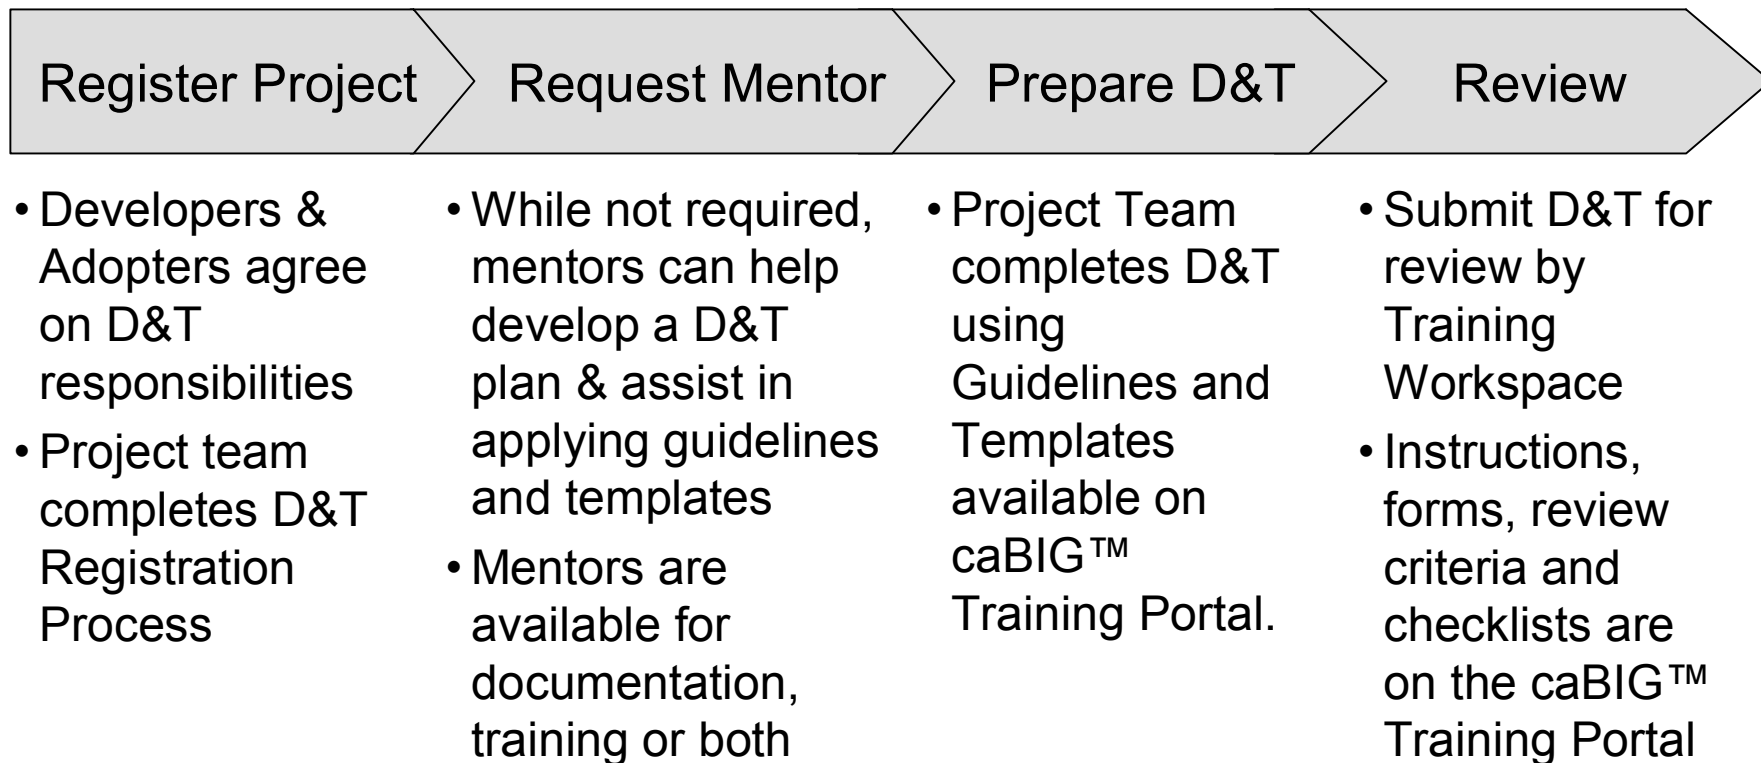 Register Project
Request Mentor
Prepare D&T
Review
• Developers &
Adopters agree
on D&T
responsibilities
• Project team
completes D&T
Registration
Process
• While not required,
mentors can help
develop a D&T
plan & assist in
applying guidelines
and templates
• Mentors are
available for
documentation,
training or both
• Project Team
completes D&T
using
Guidelines and
Templates
available on
caBIG™
Training Portal.
• Submit D&T for
review by
Training
Workspace
• Instructions,
forms, review
criteria and
checklists are
on the caBIG™
Training Portal